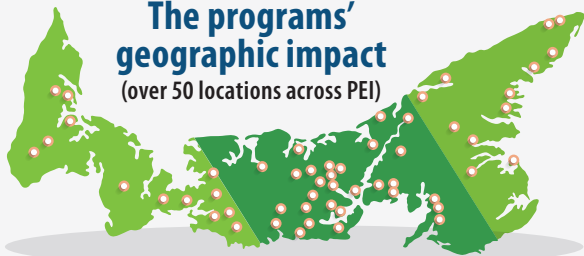 The programs’
geographic impact
(over 50 locations across PEI)